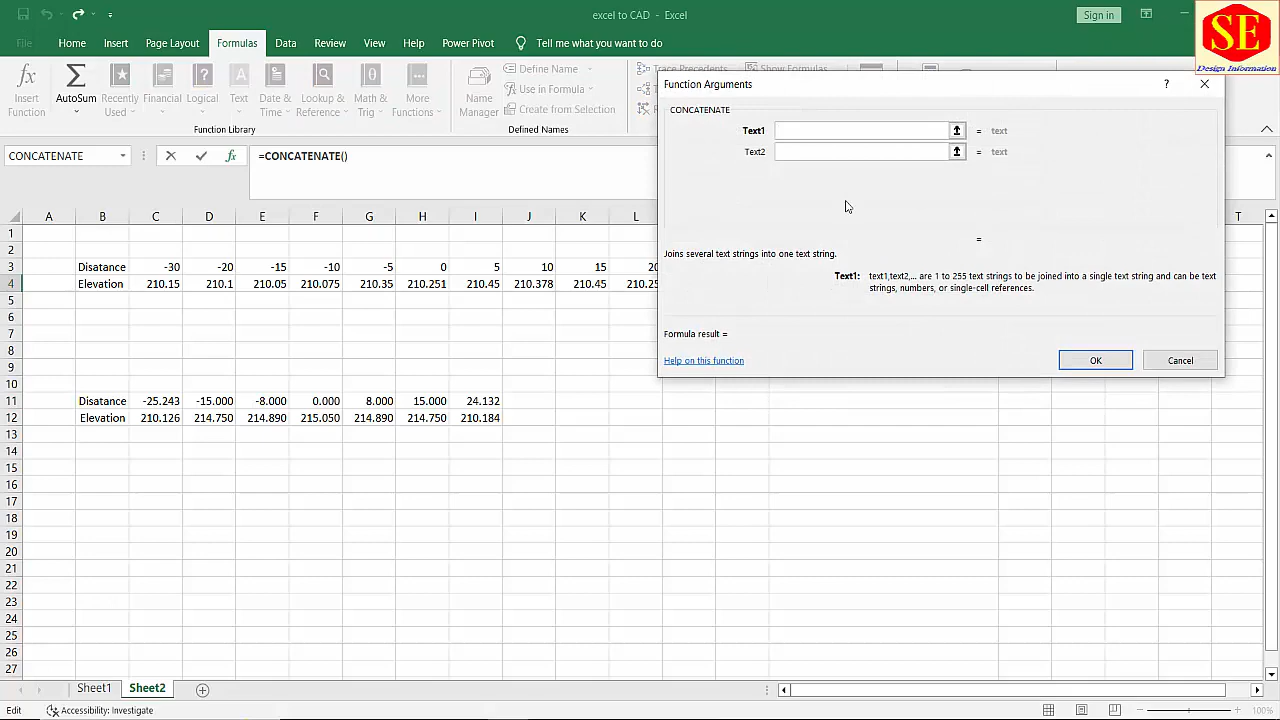 excel to CAD - Excel
Sign in
SE
Design Information
File Home Insert Page Layout Formulas Data Review View Help Power Pivot Tell me what you want to do
Insert Function
AutoSum
Recently Used
Financial
Logical
Text
Date & Time
Lookup & Reference
Math & Trig
More Functions
Function Library
Name Manager
Use in Formula
Create from Selection
Defined Names
Trace Precedents
Show Formulas
CONCATENATE
fx
=CONCATENATE()
Function Arguments
?
CONCATENATE
Text1 = text
Text2 = text
=
Joins several text strings into one text string.
Text1: text1,text2,... are 1 to 255 text strings to be joined into a single text string and can be text
strings, numbers, or single-cell references.
Formula result =
Help on this function
OK
Cancel
A B C D E F G H I J K L T
1
2
3 Disatance -30 -20 -15 -10 -5 0 5 10 15 20
4 Elevation 210.15 210.1 210.05 210.075 210.35 210.251 210.45 210.378 210.45 210.25
5
6
7
8
9
10
11 Disatance -25.243 -15.000 -8.000 0.000 8.000 15.000 24.132
12 Elevation 210.126 214.750 214.890 215.050 214.890 214.750 210.184
13
14
15
16
17
18
19
20
21
22
23
24
25
26
27
Sheet1 Sheet2
Edit Accessibility: Investigate 100%